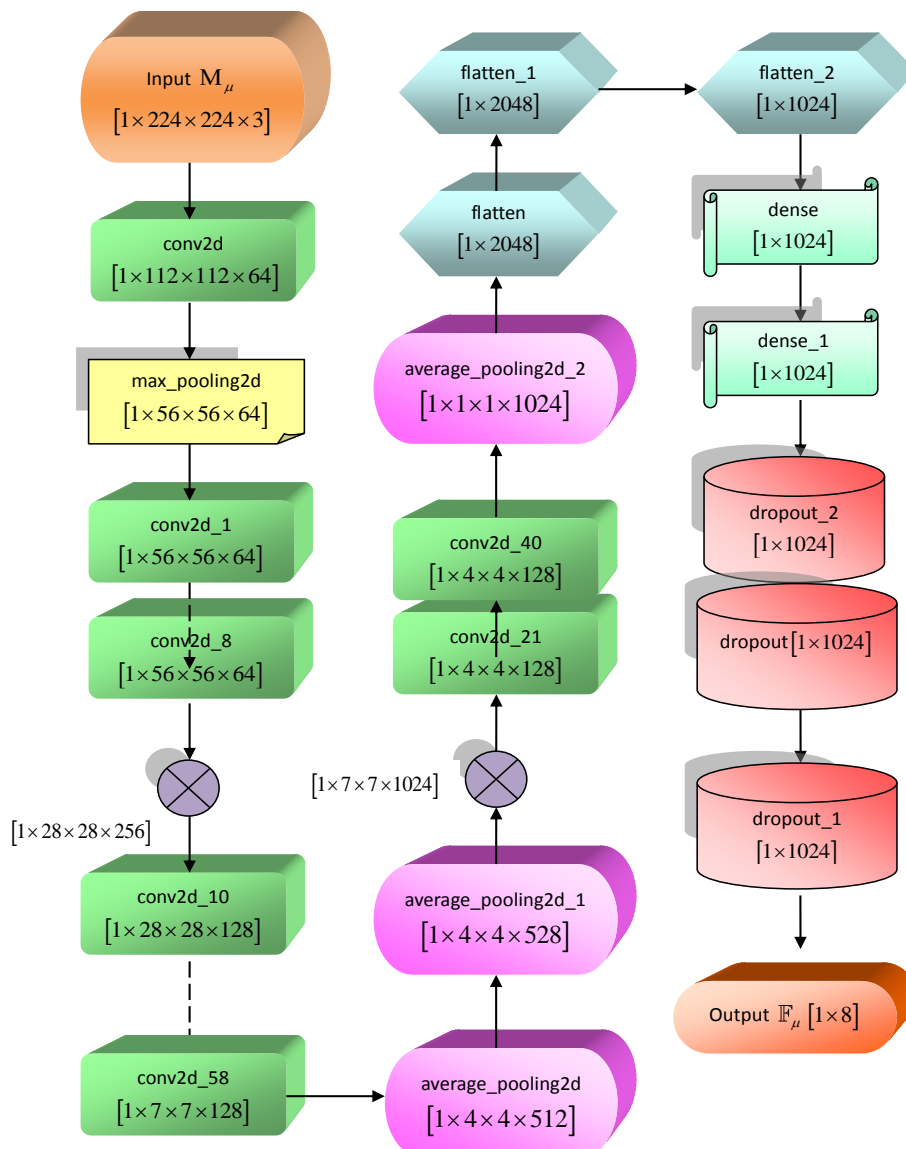 Input M_μ
[1×224×224×3]
conv2d
[1×112×112×64]
max_pooling2d
[1×56×56×64]
conv2d_1
[1×56×56×64]
conv2d_8
[1×56×56×64]
[1×28×28×256]
conv2d_10
[1×28×28×128]
conv2d_58
[1×7×7×128]
average_pooling2d
[1×4×4×512]
average_pooling2d_1
[1×4×4×528]
[1×7×7×1024]
conv2d_21
[1×4×4×128]
conv2d_40
[1×4×4×128]
average_pooling2d_2
[1×1×1×1024]
flatten
[1×2048]
flatten_1
[1×2048]
flatten_2
[1×1024]
dense
[1×1024]
dense_1
[1×1024]
dropout_2
[1×1024]
dropout[1×1024]
dropout_1
[1×1024]
Output 𝔽_μ [1×8]